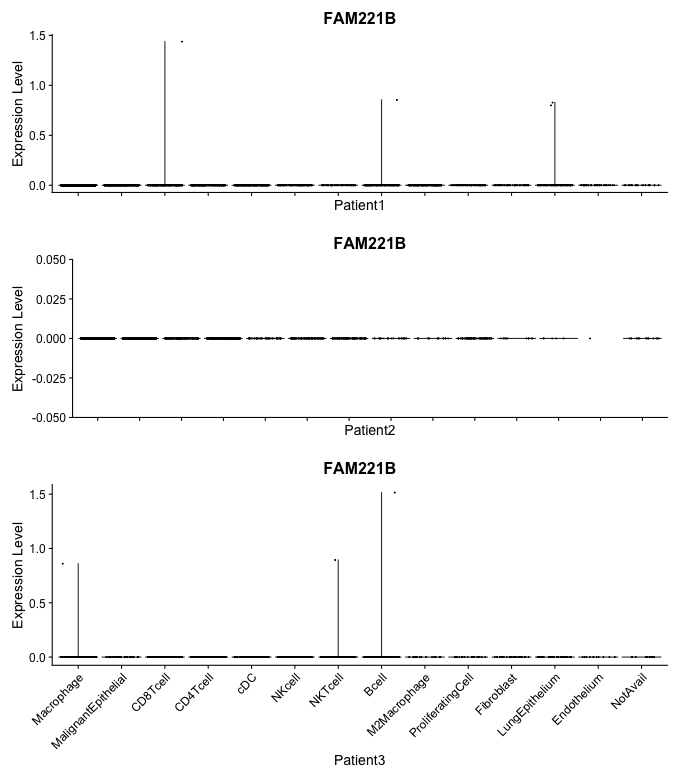 FAM221B
Expression Level
1.5
1.0
0.5
0.0
Patient1
FAM221B
Expression Level
0.050
0.025
0.000
-0.025
-0.050
Patient2
FAM221B
Expression Level
1.5
1.0
0.5
0.0
Macrophage
MalignantEpithelial
CD8Tcell
CD4Tcell
cDC
NKcell
NKTcell
Bcell
M2Macrophage
ProliferatingCell
Fibroblast
LungEpithelium
Endothelium
NotAvail
Patient3